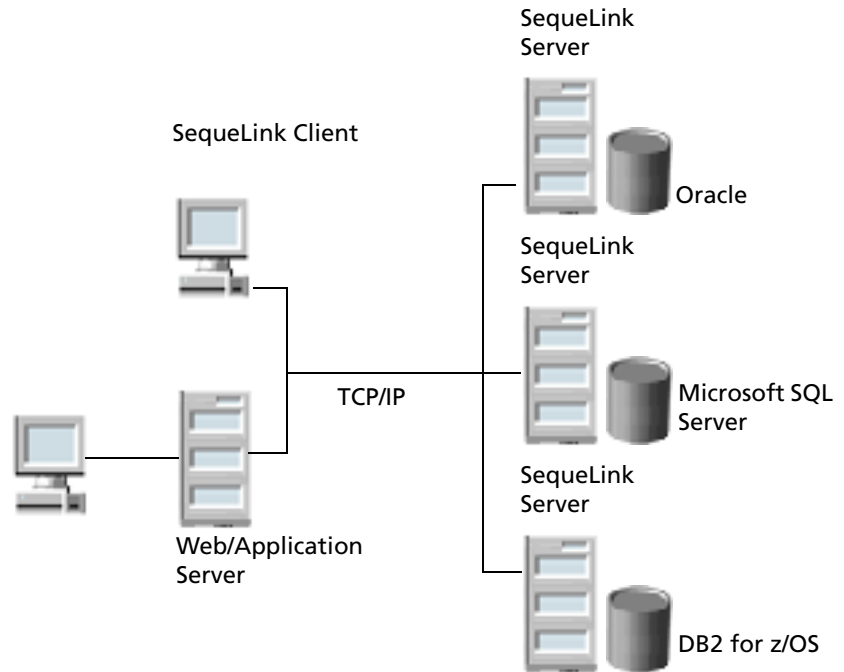 SequeLink
Server
SequeLink Client
Oracle
SequeLink
Server
TCP/IP
Microsoft SQL
Server
SequeLink
Server
Web/Application
Server
DB2 for z/OS